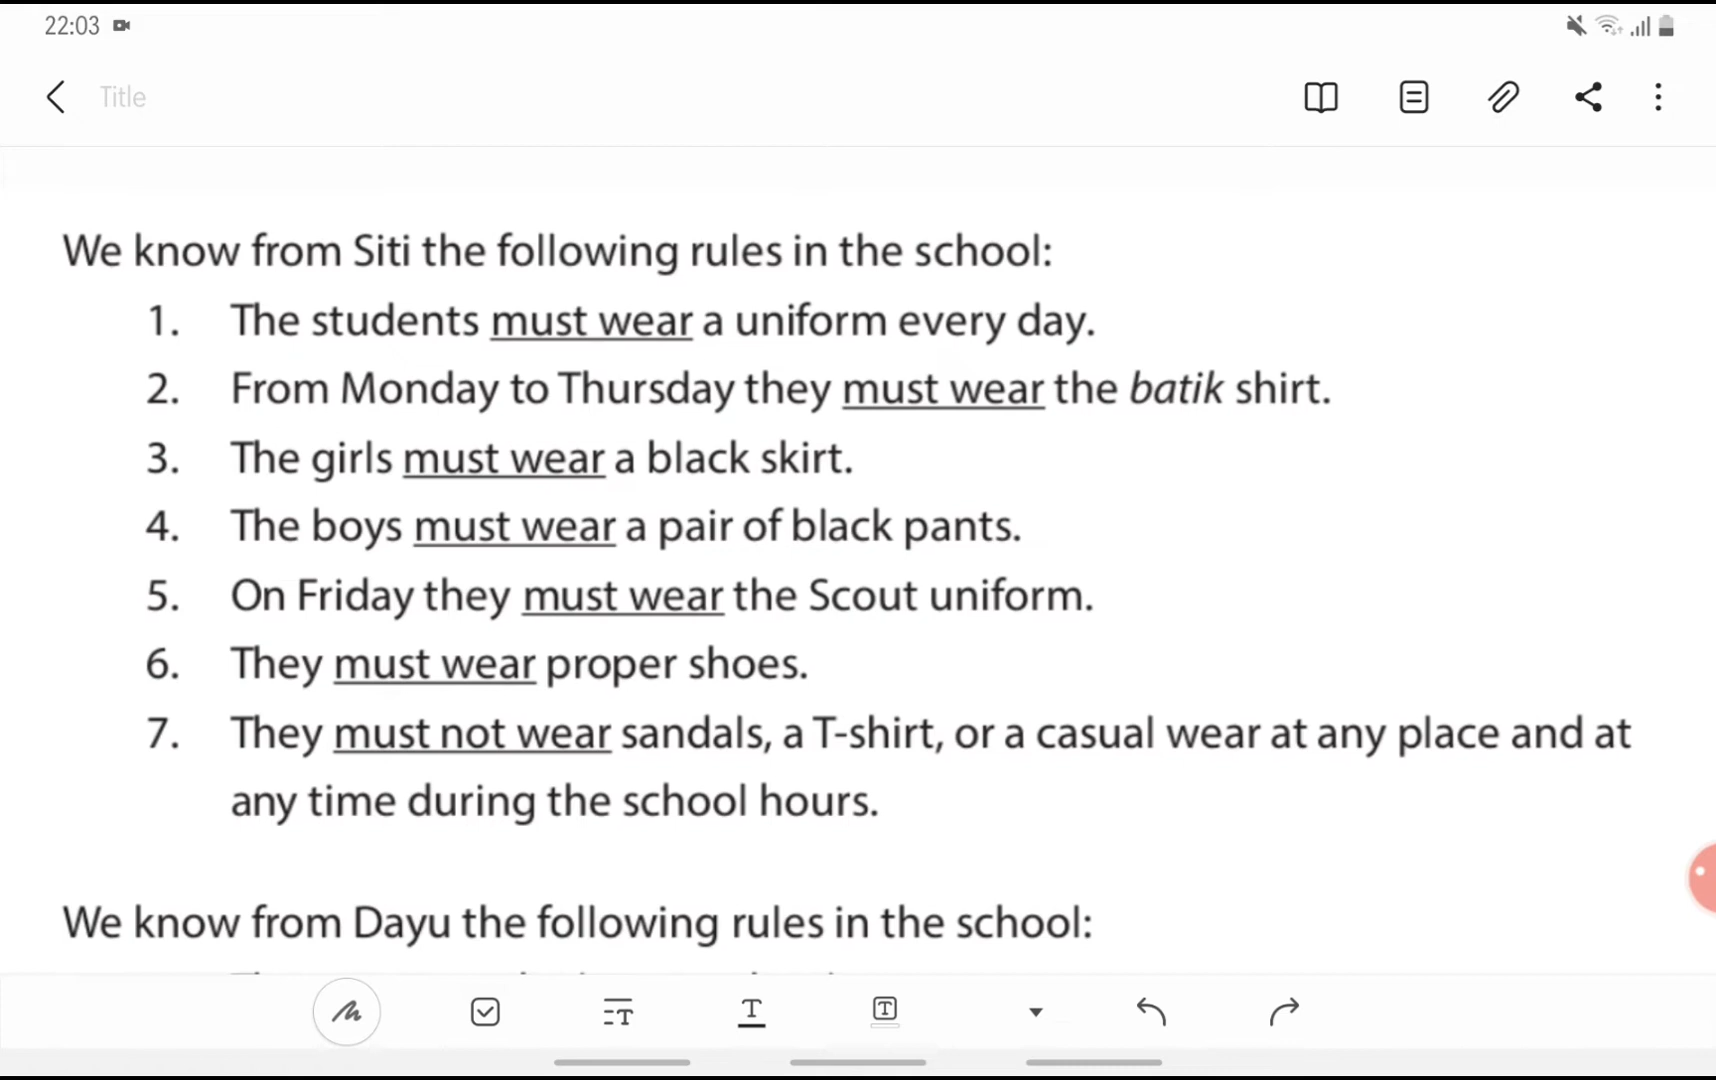 22:03
Title
We know from Siti the following rules in the school:
1. The students must wear a uniform every day.
2. From Monday to Thursday they must wear the batik shirt.
3. The girls must wear a black skirt.
4. The boys must wear a pair of black pants.
5. On Friday they must wear the Scout uniform.
6. They must wear proper shoes.
7. They must not wear sandals, a T-shirt, or a casual wear at any place and at
any time during the school hours.
We know from Dayu the following rules in the school: